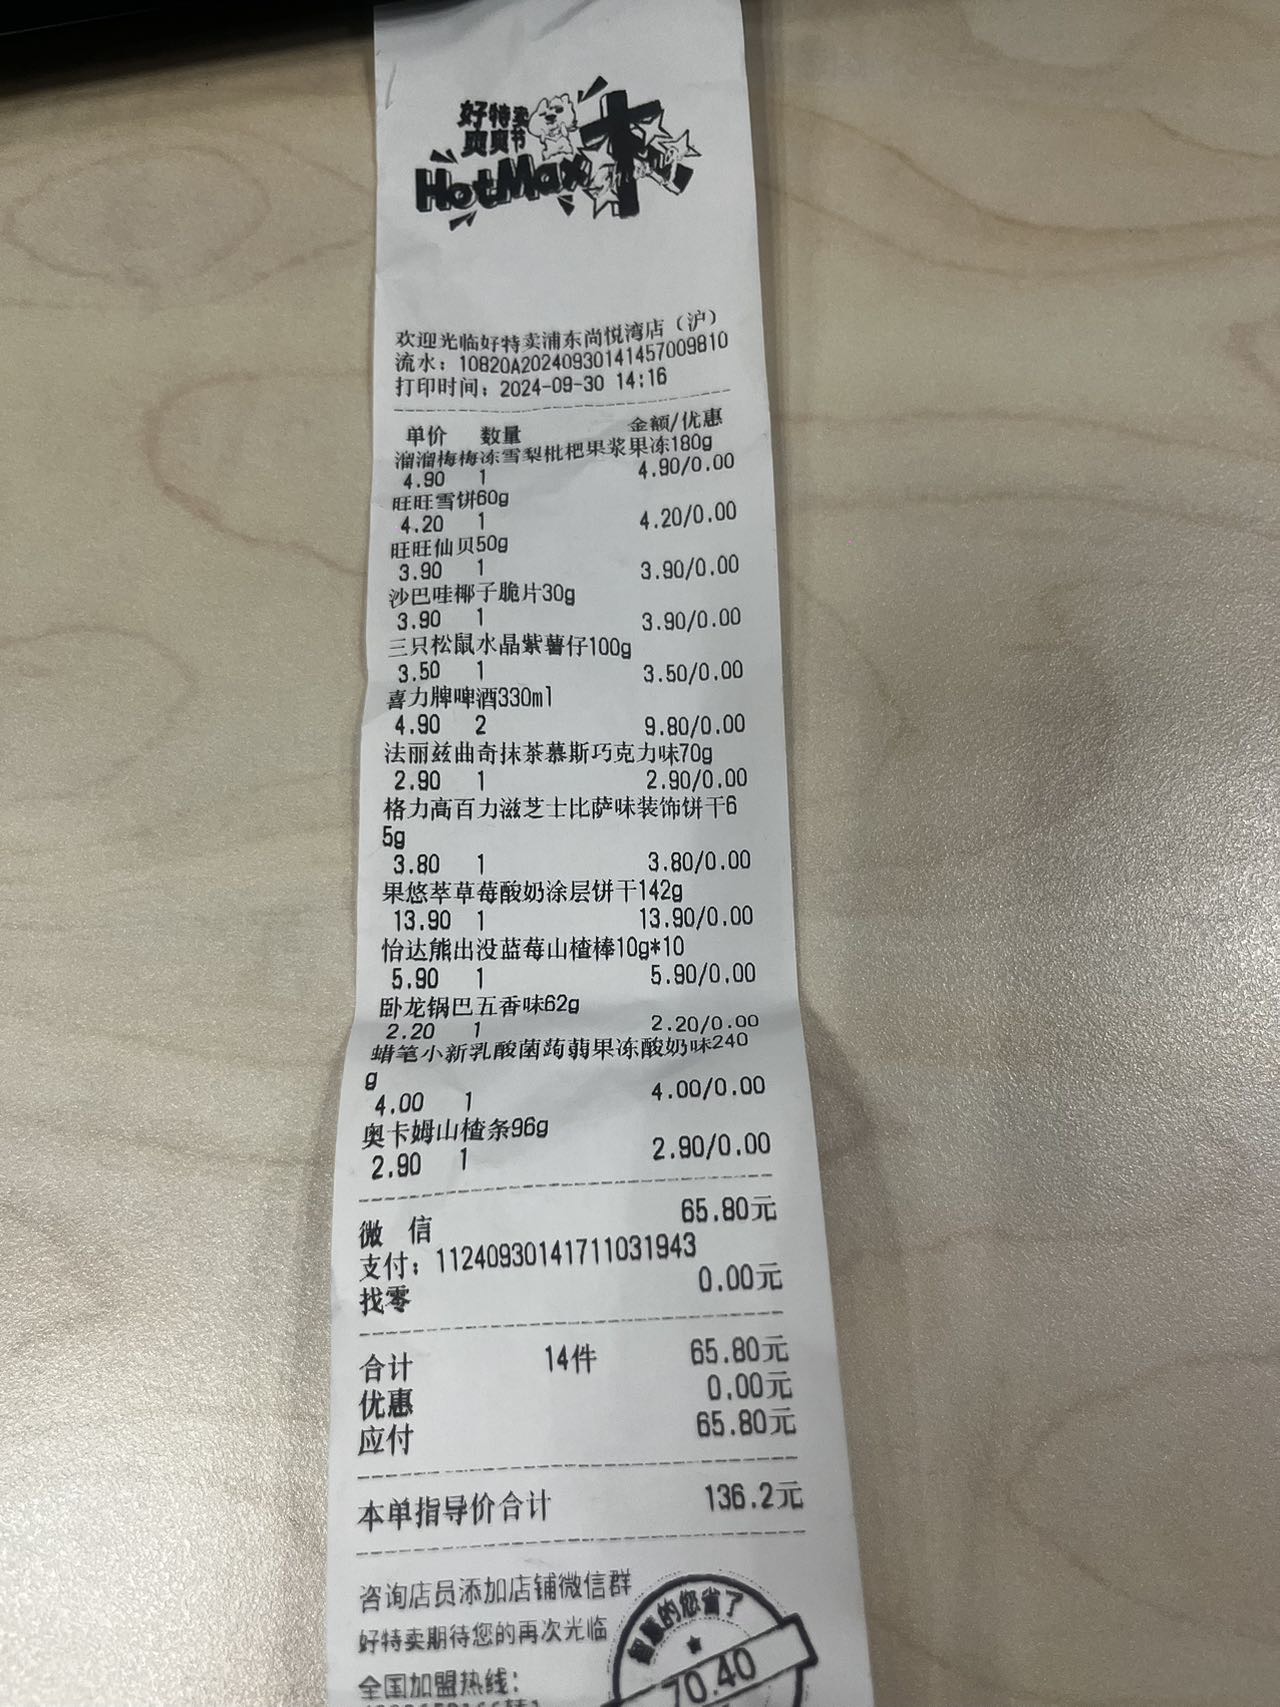 好特卖
爽爽节
HotMaxx
欢迎光临好特卖浦东尚悦湾店（沪）
流水：10820A20240930141457009810
打印时间：2024-09-30 14:16
单价 数量 金额/优惠
溜溜梅梅冻雪梨枇杷果浆果冻180g
4.90 1 4.90/0.00
旺旺雪饼60g
4.20 1 4.20/0.00
旺旺仙贝50g
3.90 1 3.90/0.00
沙巴哇椰子脆片30g
3.90 1 3.90/0.00
三只松鼠水晶紫薯仔100g
3.50 1 3.50/0.00
喜力牌啤酒330ml
4.90 2 9.80/0.00
法丽兹曲奇抹茶慕斯巧克力味70g
2.90 1 2.90/0.00
格力高百力滋芝士比萨味装饰饼干6
5g
3.80 1 3.80/0.00
果悠萃草莓酸奶涂层饼干142g
13.90 1 13.90/0.00
怡达熊出没蓝莓山楂棒10g*10
5.90 1 5.90/0.00
卧龙锅巴五香味62g
2.20 1 2.20/0.00
蜡笔小新乳酸菌蒟蒻果冻酸奶味240
g
4.00 1 4.00/0.00
奥卡姆山楂条96g
2.90 1 2.90/0.00
微 信 65.80元
支付：11240930141711031943
找零 0.00元
合计 14件 65.80元
优惠 0.00元
应付 65.80元
本单指导价合计 136.2元
咨询店员添加店铺微信群
好特卖期待您的再次光临
全国加盟热线：
的您省了
70.40